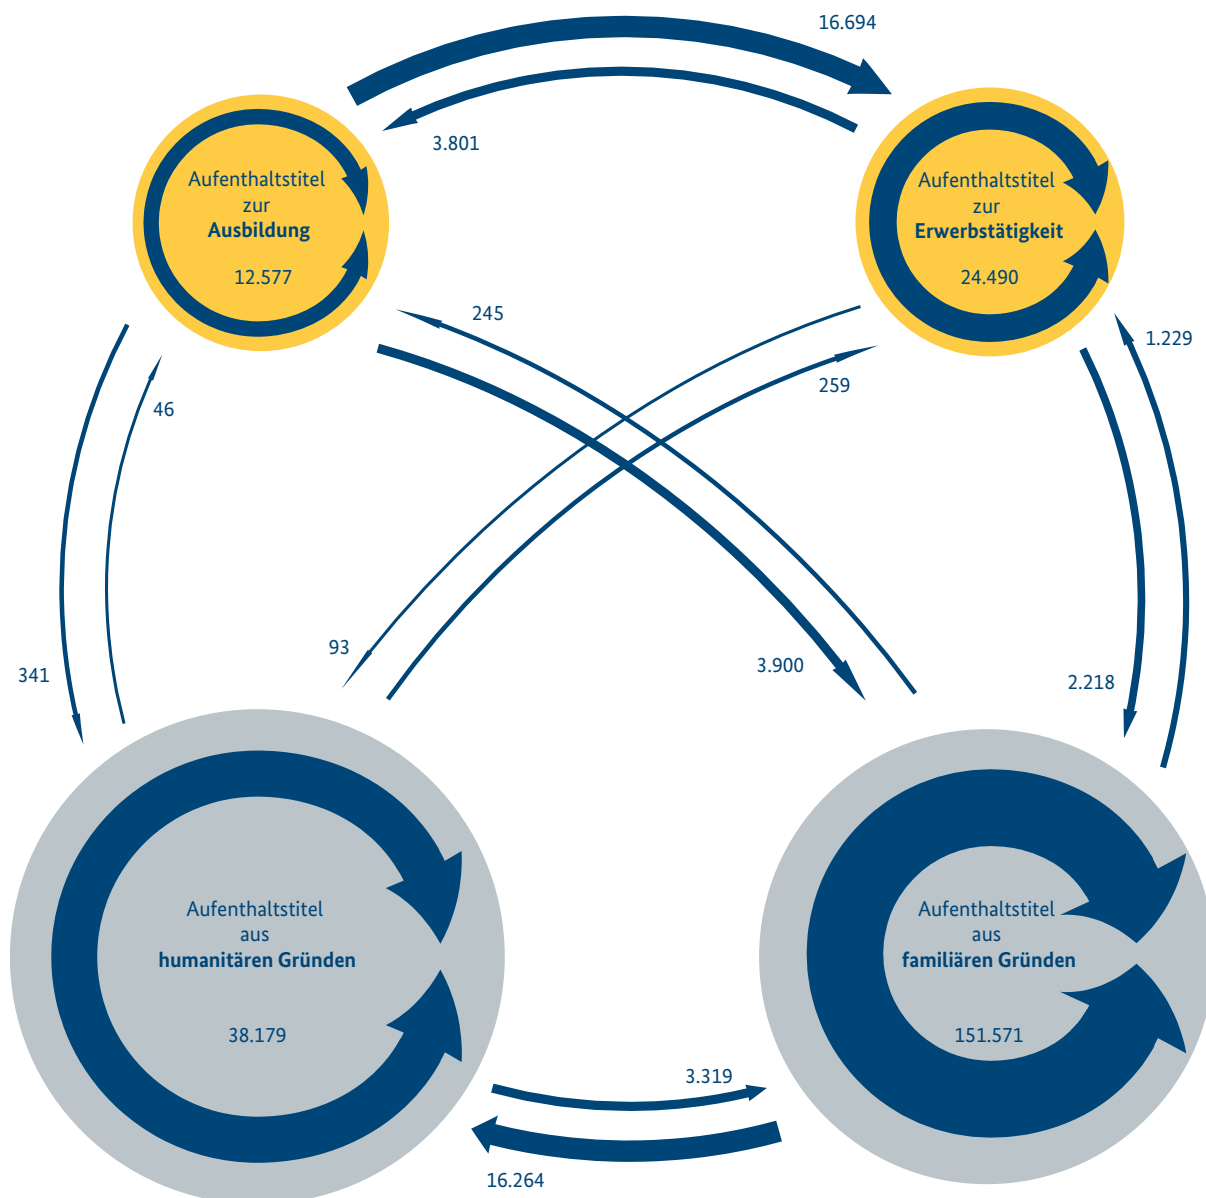 16.694
3.801
Aufenthaltstitel
zur
Ausbildung
12.577
Aufenthaltstitel
zur
Erwerbstätigkeit
24.490
245
259
1.229
46
341
93
3.900
2.218
Aufenthaltstitel
aus
humanitären Gründen
38.179
Aufenthaltstitel
aus
familiären Gründen
151.571
3.319
16.264